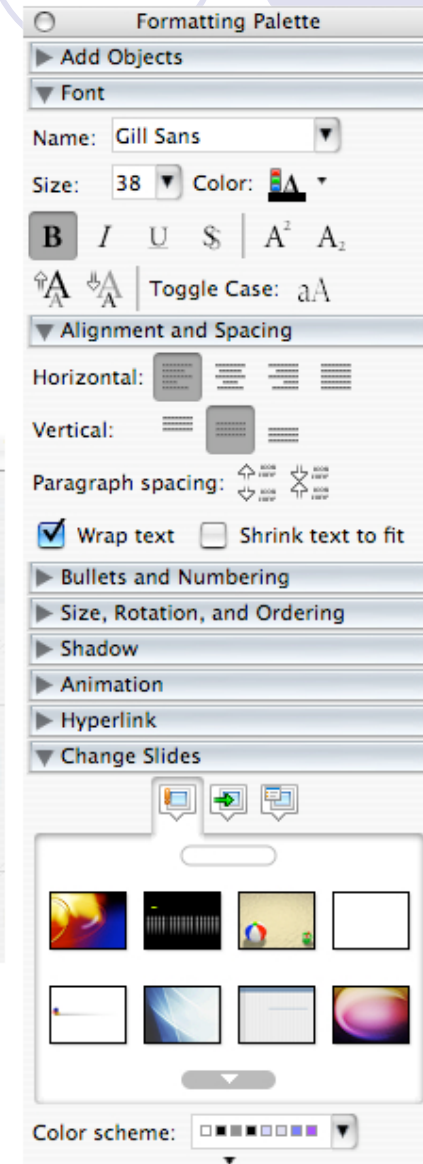 Formatting Palette
Add Objects
Font
Name: Gill Sans
Size: 38 Color: A
B I U S A² A₂
A A A A Toggle Case: aA
Alignment and Spacing
Horizontal:
Vertical:
Paragraph spacing:
Wrap text Shrink text to fit
Bullets and Numbering
Size, Rotation, and Ordering
Shadow
Animation
Hyperlink
Change Slides
Color scheme: